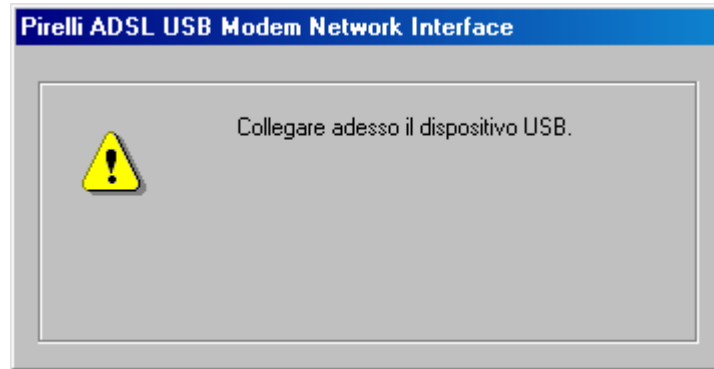 Pirelli ADSL USB Modem Network Interface
Collegare adesso il dispositivo USB.